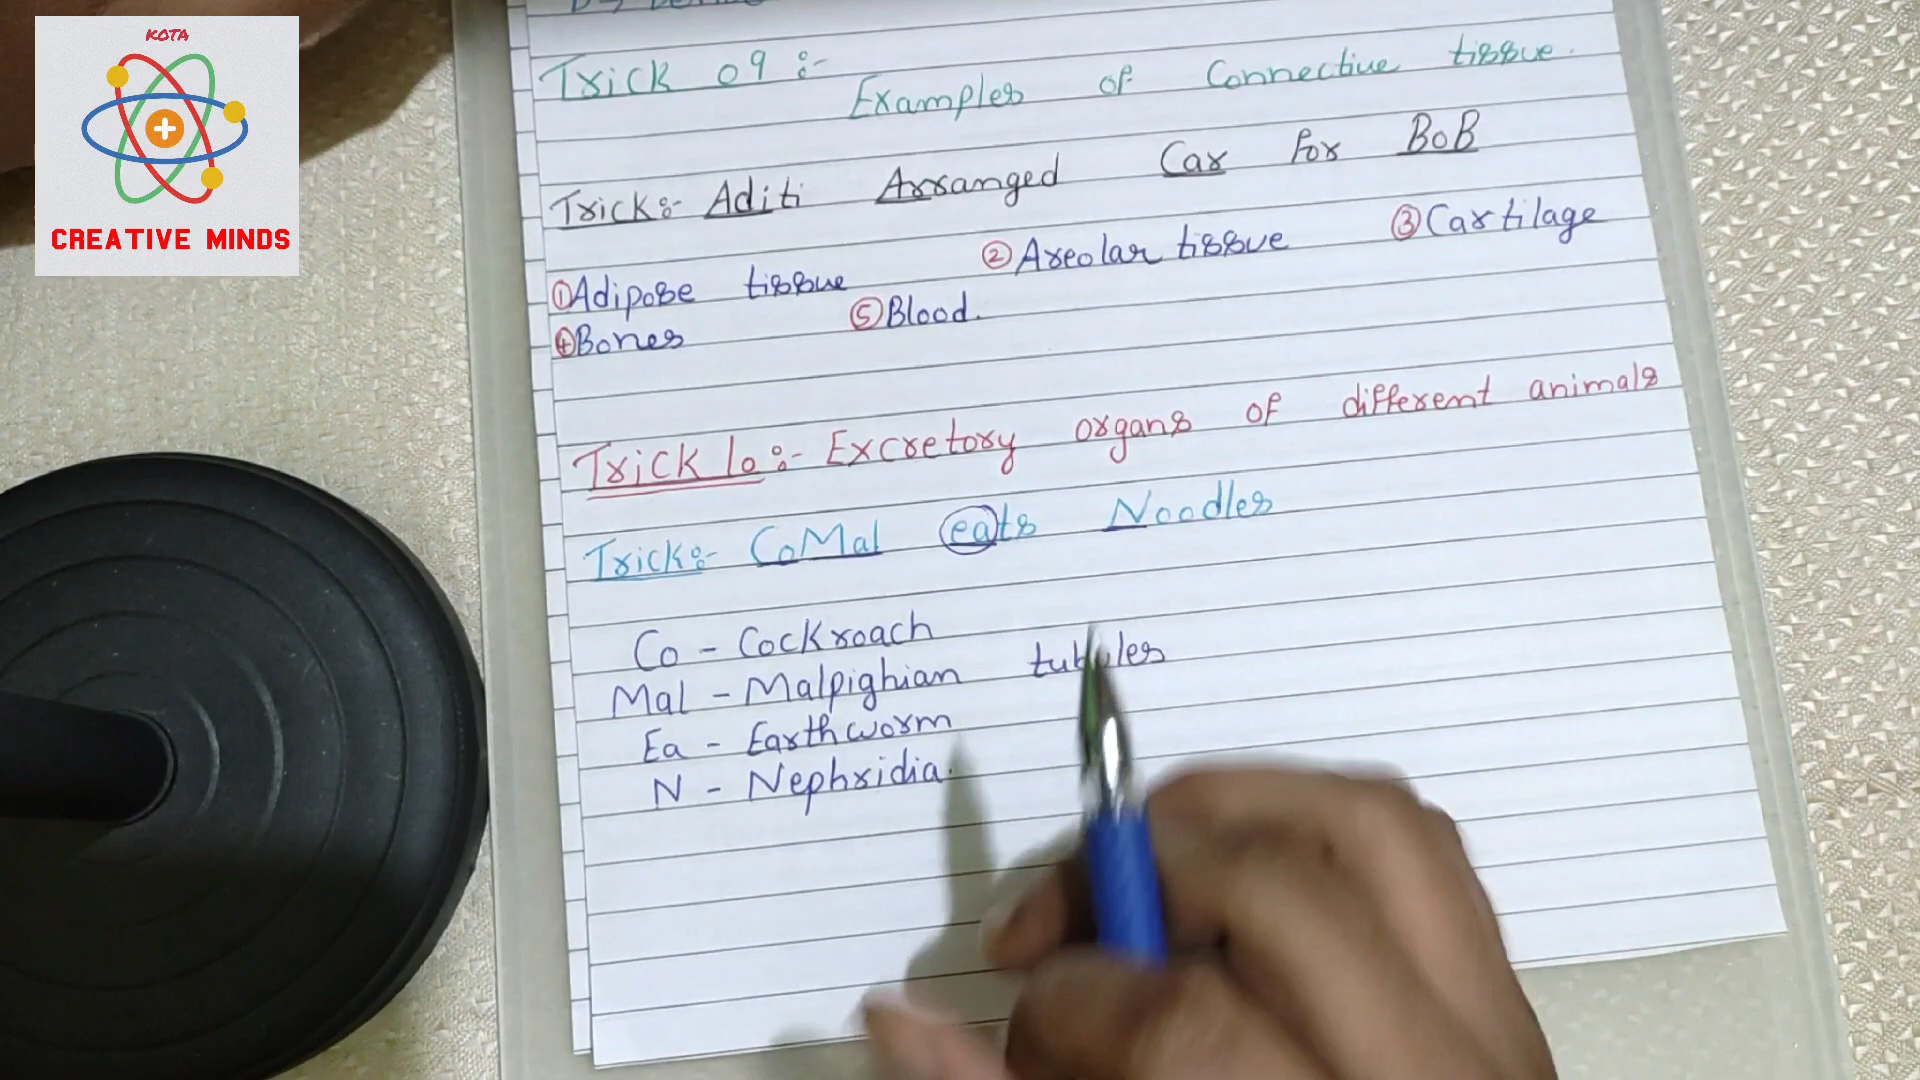 KOTA
CREATIVE MINDS
Trick 09:-
Examples of Connective tissue.
Trick:- Aditi Arranged Car for BoB
①Adipose tissue ②Areolar tissue ③Cartilage
④Bones ⑤Blood.
Trick 10:- Excretory organs of different animals
Trick:- CoMal eats Noodles
Co - Cockroach
Mal - Malpighian
Ea - Earthworm
N - Nephridia.